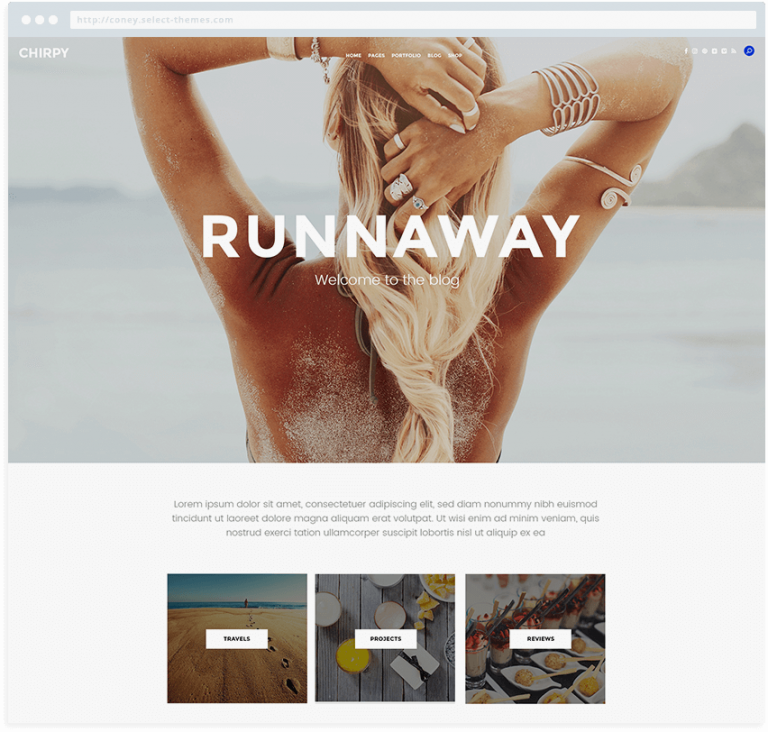 http://coney.select-themes.com
CHIRPY
HOME PAGES PORTFOLIO BLOG SHOP
RUNNAWAY
Welcome to the blog
Lorem ipsum dolor sit amet, consectetuer adipiscing elit, sed diam nonummy nibh euismod
tincidunt ut laoreet dolore magna aliquam erat volutpat. Ut wisi enim ad minim veniam, quis
nostrud exerci tation ullamcorper suscipit lobortis nisl ut aliquip ex ea
TRAVELS
PROJECTS
REVIEWS